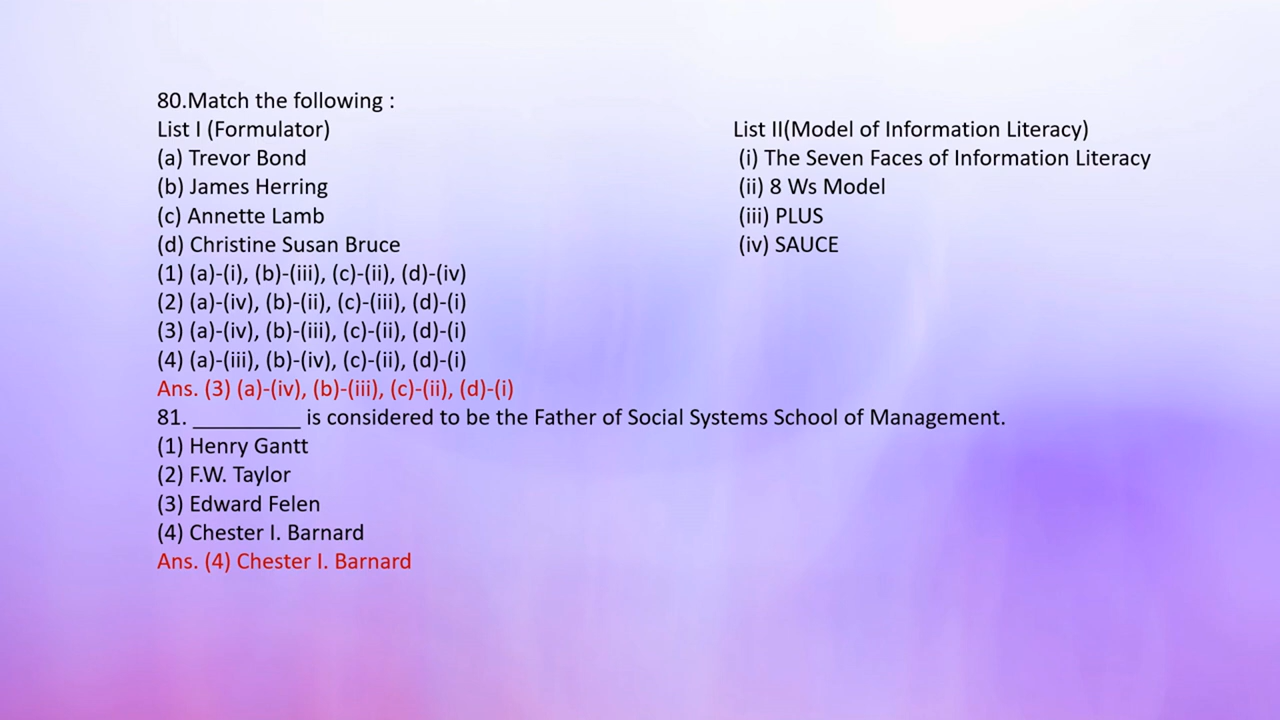 80.Match the following :
List I (Formulator) List II(Model of Information Literacy)
(a) Trevor Bond (i) The Seven Faces of Information Literacy
(b) James Herring (ii) 8 Ws Model
(c) Annette Lamb (iii) PLUS
(d) Christine Susan Bruce (iv) SAUCE
(1) (a)-(i), (b)-(iii), (c)-(ii), (d)-(iv)
(2) (a)-(iv), (b)-(ii), (c)-(iii), (d)-(i)
(3) (a)-(iv), (b)-(iii), (c)-(ii), (d)-(i)
(4) (a)-(iii), (b)-(iv), (c)-(ii), (d)-(i)
Ans. (3) (a)-(iv), (b)-(iii), (c)-(ii), (d)-(i)
81. _________ is considered to be the Father of Social Systems School of Management.
(1) Henry Gantt
(2) F.W. Taylor
(3) Edward Felen
(4) Chester I. Barnard
Ans. (4) Chester I. Barnard